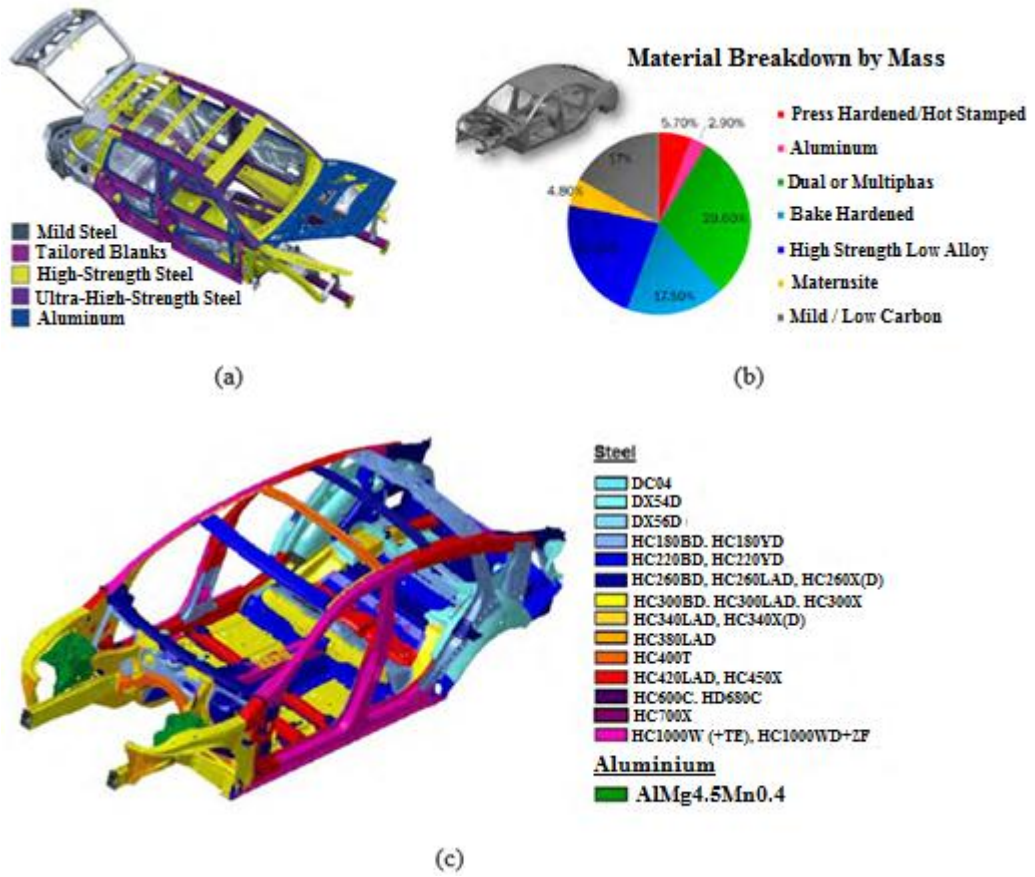 Mild Steel
Tailored Blanks
High-Strength Steel
Ultra-High-Strength Steel
Aluminum
(a)
Material Breakdown by Mass
5.70%
2.90%
17%
4.80%
17.50%
Press Hardened/Hot Stamped
Aluminum
Dual or Multiphas
Bake Hardened
High Strength Low Alloy
Maternsite
Mild / Low Carbon
(b)
Steel
DC04
DX54D
DX56D
HC180BD. HC180YD
HC220BD, HC220YD
HC260BD, HC260LAD, HC260X(D)
HC300BD. HC300LAD. HC300X
HC340LAD, HC340X(D)
HC380LAD
HC400T
HC420LAD, HC450X
HC600C. HD680C
HC700X
HC1000W (+TE), HC1000WD+ZF
Aluminium
AlMg4.5Mn0.4
(c)